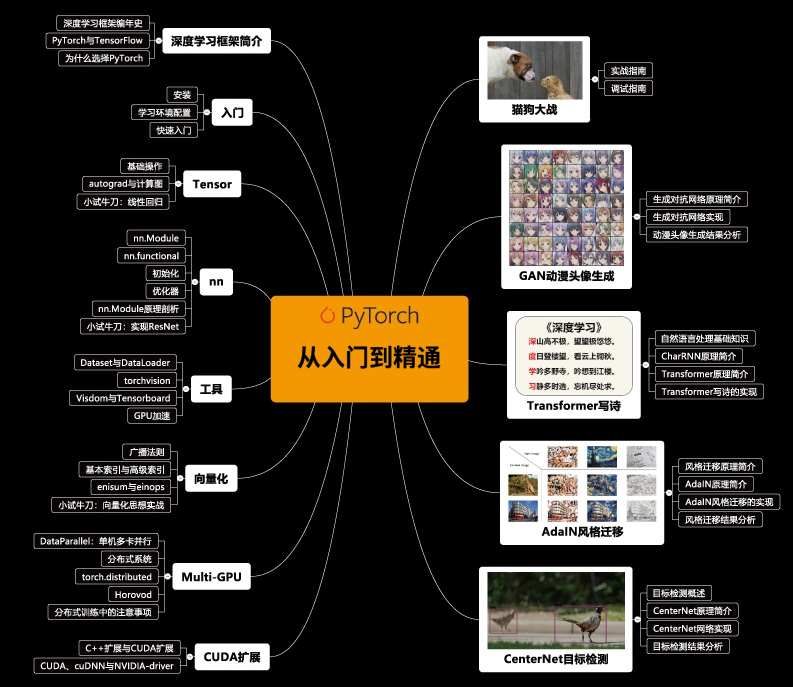 PyTorch
从入门到精通
深度学习框架简介
深度学习框架编年史
PyTorch与TensorFlow
为什么选择PyTorch
入门
安装
学习环境配置
快速入门
Tensor
基础操作
autograd与计算图
小试牛刀：线性回归
nn
nn.Module
nn.functional
初始化
优化器
nn.Module原理剖析
小试牛刀：实现ResNet
工具
Dataset与DataLoader
torchvision
Visdom与Tensorboard
GPU加速
向量化
广播法则
基本索引与高级索引
enisum与einops
小试牛刀：向量化思想实战
Multi-GPU
DataParallel：单机多卡并行
分布式系统
torch.distributed
Horovod
分布式训练中的注意事项
CUDA扩展
C++扩展与CUDA扩展
CUDA、cuDNN与NVIDIA-driver
猫狗大战
实战指南
调试指南
GAN动漫头像生成
生成对抗网络原理简介
生成对抗网络实现
动漫头像生成结果分析
《深度学习》
深山高不极，望望极悠悠。
度日登楼望，看云上砌秋。
学吟多野寺，吟想到江楼。
习静多时选，忘机尽处求。
Transformer写诗
自然语言处理基础知识
CharRNN原理简介
Transformer原理简介
Transformer写诗的实现
AdaIN风格迁移
风格迁移原理简介
AdaIN原理简介
AdaIN风格迁移的实现
风格迁移结果分析
CenterNet目标检测
目标检测概述
CenterNet原理简介
CenterNet网络实现
目标检测结果分析